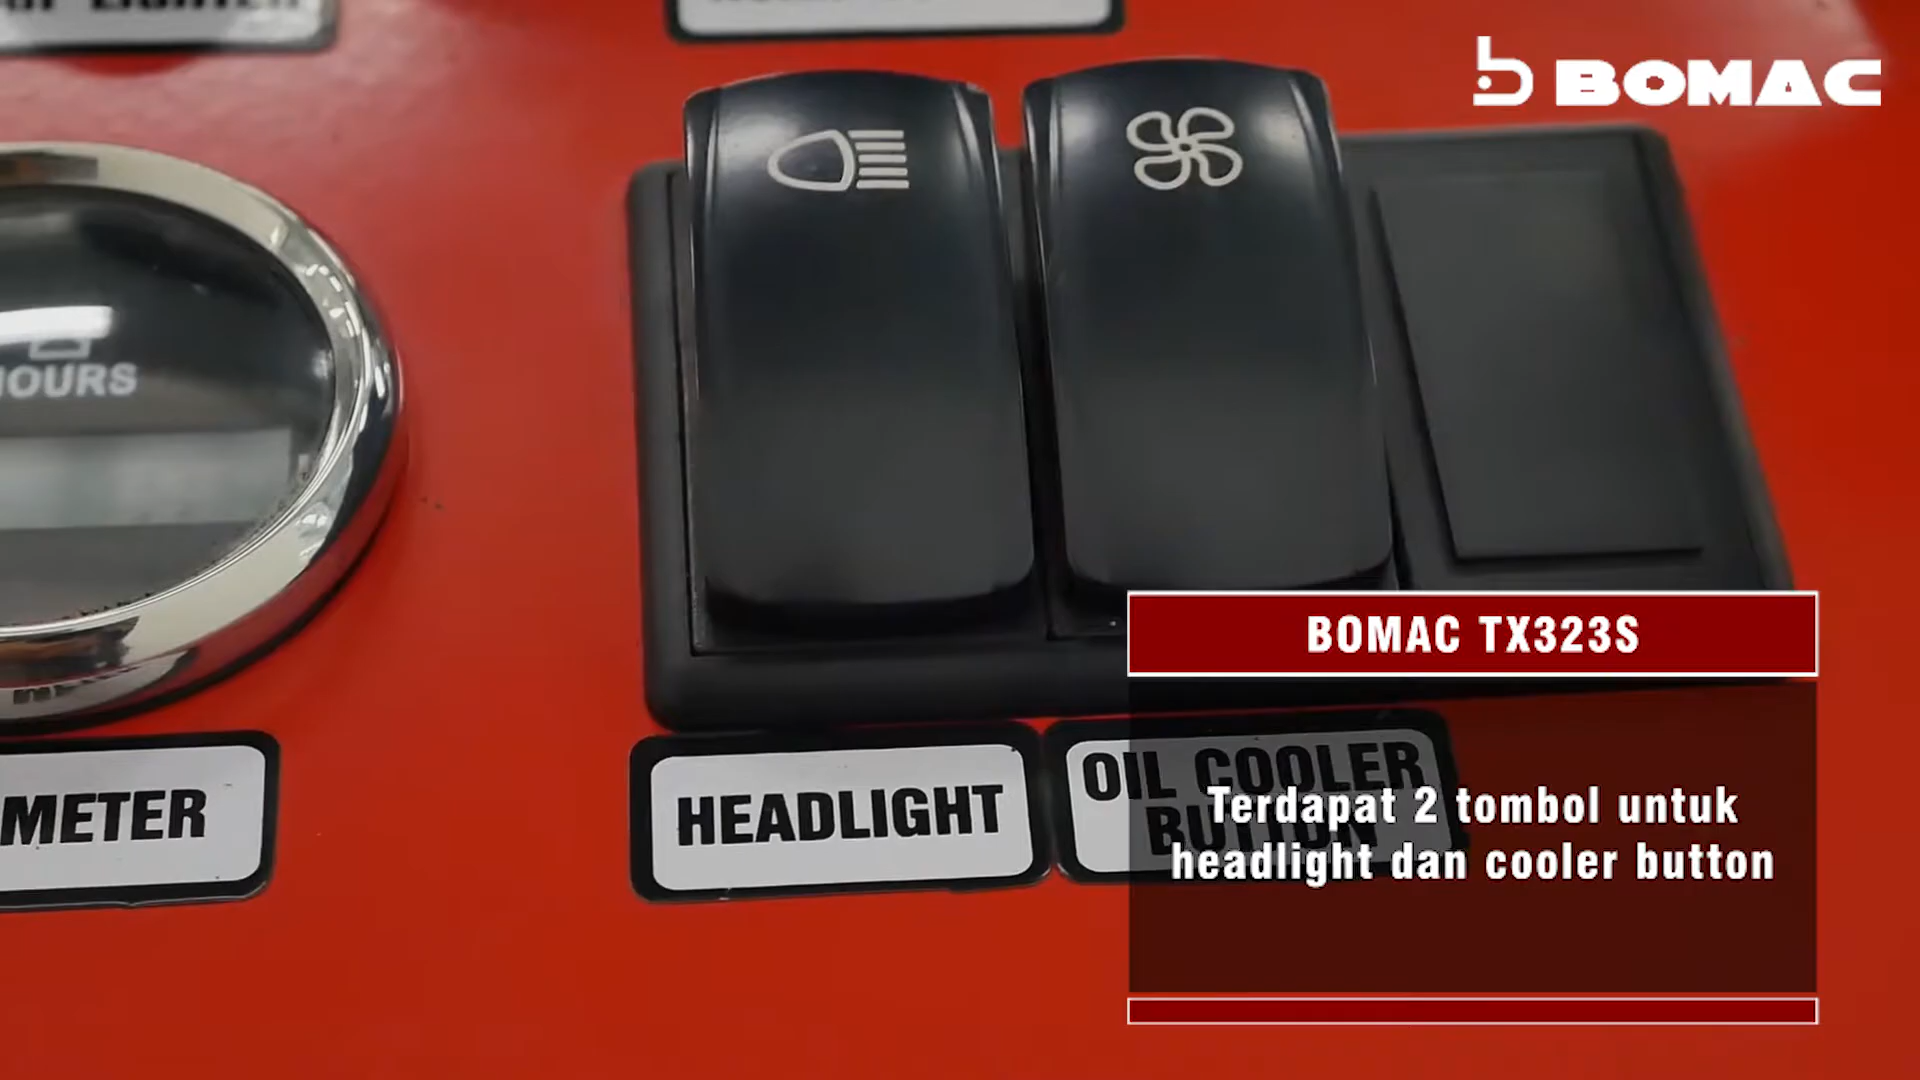 BOMAC
HOURS
METER
HEADLIGHT
OIL COOLER
BUTTON
BOMAC TX323S
Terdapat 2 tombol untuk
headlight dan cooler button